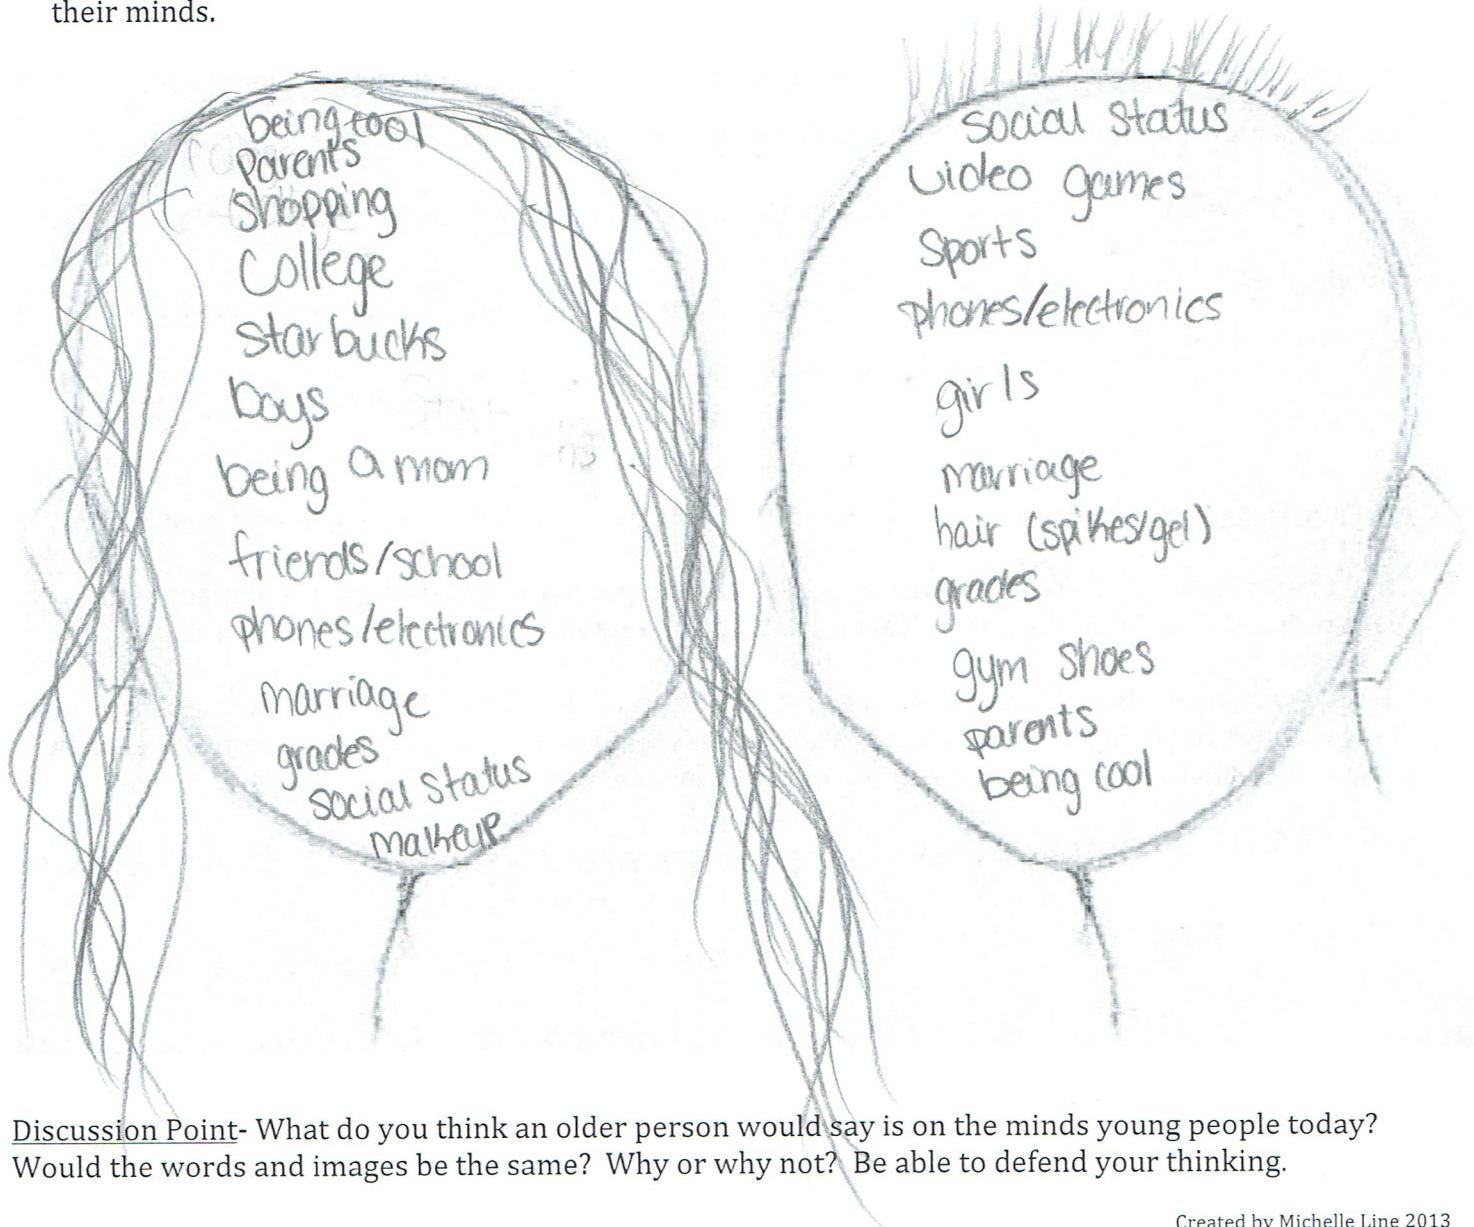 their minds.
being cool
Parents
shopping
College
starbucks
boys
being a mom
friends/school
phones/electronics
marriage
grades
social status
makeup
social status
video games
Sports
phones/electronics
girls
marriage
hair (spikes/gel)
grades
gym shoes
parents
being cool
Discussion Point- What do you think an older person would say is on the minds young people today?
Would the words and images be the same? Why or why not? Be able to defend your thinking.
Created by Michelle Line 2013